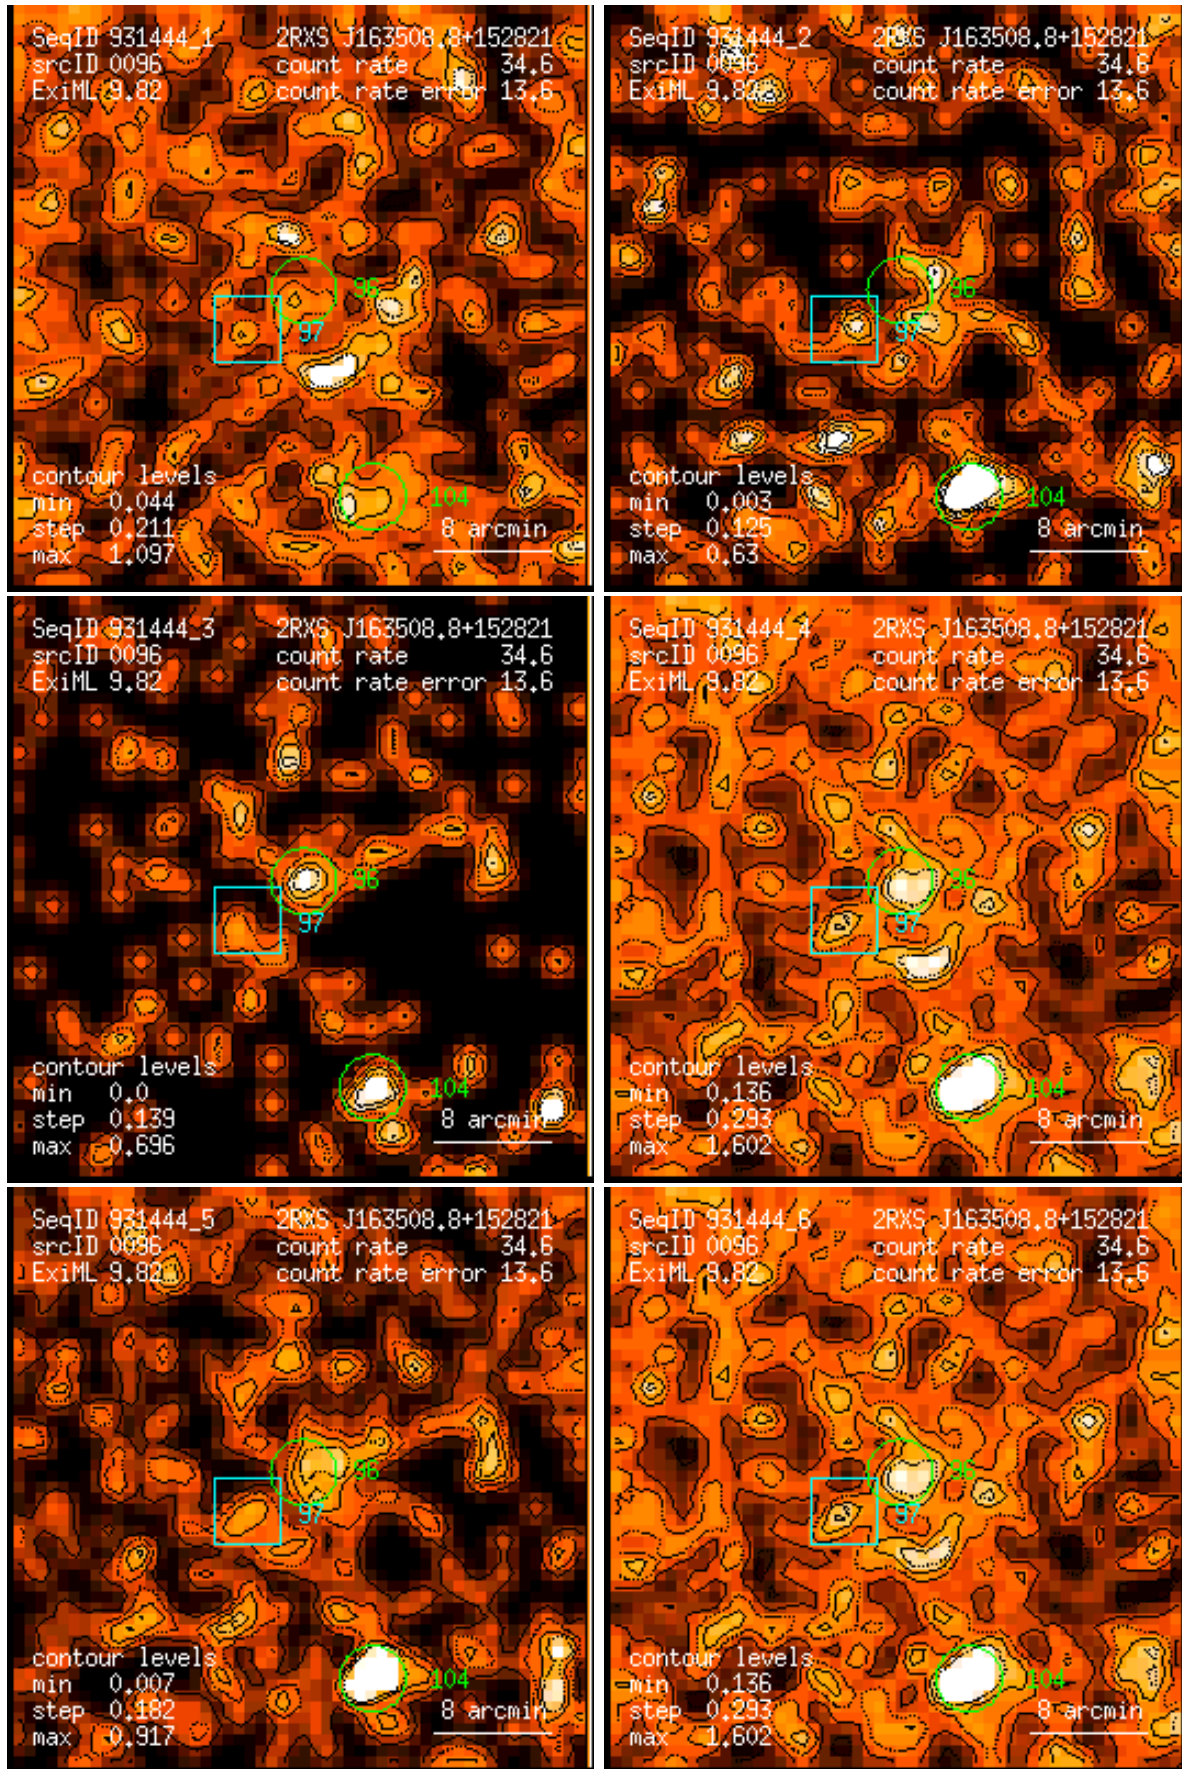 SeqID 931444_1 2RXS J163508.8+152821
srcID 0096 count rate 34.6
ExiML 9.82 count rate error 13.6
96
97
contour levels
min 0.044 104
step 0.211 8 arcmin
max 1.097
SeqID 931444_2 2RXS J163508.8+152821
srcID 0096 count rate 34.6
ExiML 9.82 count rate error 13.6
96
97
contour levels
min 0.003 104
step 0.125 8 arcmin
max 0.63
SeqID 931444_3 2RXS J163508.8+152821
srcID 0096 count rate 34.6
ExiML 9.82 count rate error 13.6
96
97
contour levels
min 0.0 104
step 0.139 8 arcmin
max 0.696
SeqID 931444_4 2RXS J163508.8+152821
srcID 0096 count rate 34.6
ExiML 9.82 count rate error 13.6
96
97
contour levels
min 0.136 104
step 0.293 8 arcmin
max 1.602
SeqID 931444_5 2RXS J163508.8+152821
srcID 0096 count rate 34.6
ExiML 9.82 count rate error 13.6
96
97
contour levels
min 0.007 104
step 0.182 8 arcmin
max 0.917
SeqID 931444_6 2RXS J163508.8+152821
srcID 0096 count rate 34.6
ExiML 9.82 count rate error 13.6
96
97
contour levels
min 0.136 104
step 0.293 8 arcmin
max 1.602